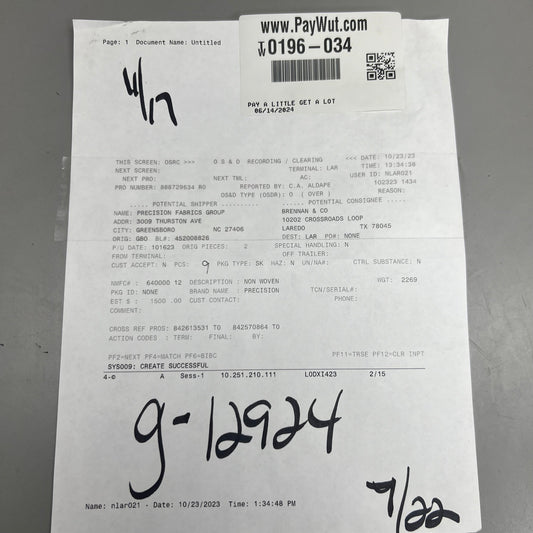 Page: 1 Document Name: Untitled
www.PayWut.com
T/W 0196-034
PAY A LITTLE GET A LOT
06/14/2024
4/17
THIS SCREEN: OSRC >>> O S & D RECORDING / CLEARING <<< DATE: 10/23/23
NEXT SCREEN: TERMINAL: LAR TIME: 13:34:36
NEXT PRO: NEXT TML: AC: USER ID: NLAR021
102323 1434
PRO NUMBER: 888729634 RO REPORTED BY: C.A. ALDAPE REASON:
OS&D TYPE (OSDR): O ( OVER )
..... POTENTIAL SHIPPER .......... ..... POTENTIAL CONSIGNEE .....
NAME: PRECISION FABRICS GROUP BRENNAN & CO
ADDR: 3009 THURSTON AVE 10202 CROSSROADS LOOP
CITY: GREENSBORO NC 27406 LAREDO TX 78045
ORIG: GBO BL#: 452008826 DEST: LAR PO#: NONE
P/U DATE: 101623 ORIG PIECES: 2 SPECIAL HANDLING: N
FROM TERMINAL: OFF TRAILER:
CUST ACCEPT: N PCS: 9 PKG TYPE: SK HAZ: N UN/NA#: CTRL SUBSTANCE: N
NMFC# : 640000 12 DESCRIPTION : NON WOVEN WGT: 2269
PKG ID: NONE BRAND NAME : PRECISION TCN/SERIAL#:
EST $ : 1500 .00 CUST CONTACT: PHONE:
COMMENT:
CROSS REF PROS: 842613531 TO 842570864 TO
ACTION CODES : TERM: FINAL: BY:
PF2=NEXT PF4=MATCH PF6=BIBC PF11=TRSE PF12=CLR INPT
SYS009: CREATE SUCCESSFUL
4-© A Sess-1 10.251.210.111 LODXI423 2/15
g-12924
Name: nlar021 - Date: 10/23/2023 Time: 1:34:48 PM
7/22